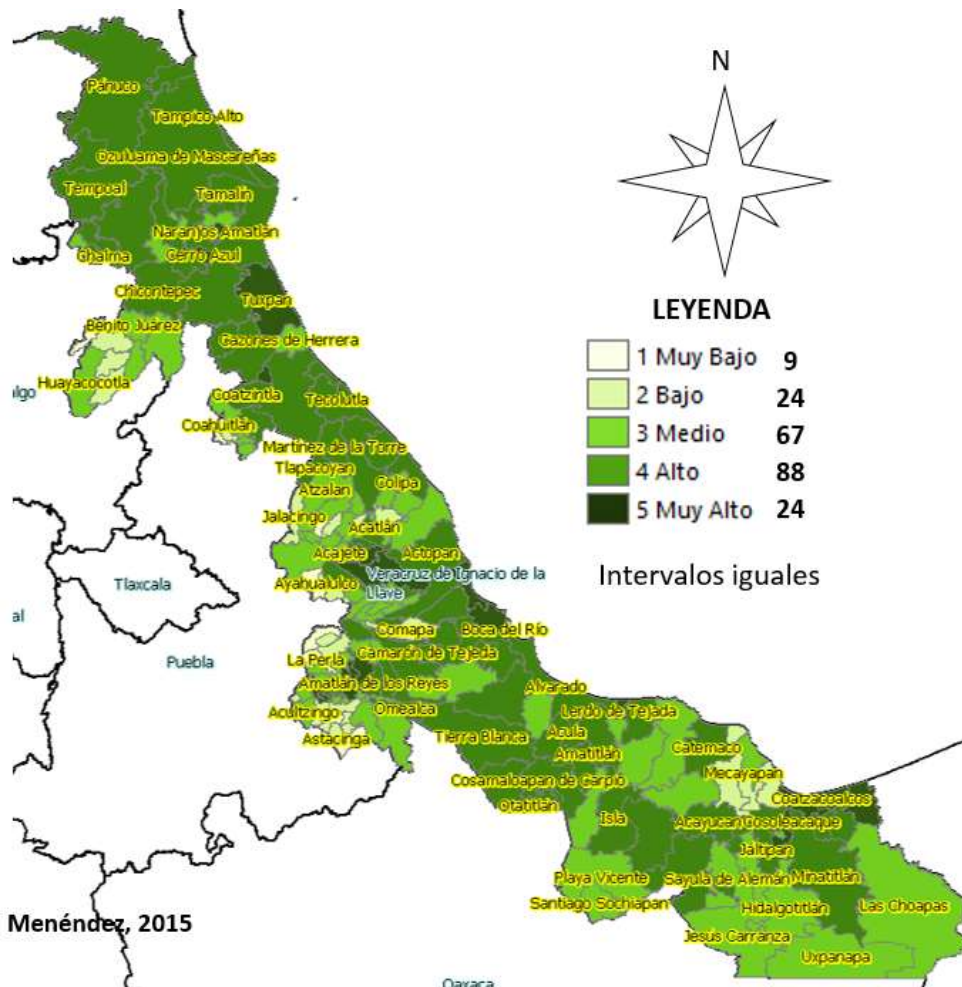 N
Pánuco
Tampico Alto
Ozuluama de Mascareñas
Tempoal
Tamalín
Naranjos Amatlán
Chalma
Cerro Azul
Chicontepec
Tuxpan
Benito Juárez
Cazones de Herrera
Huayacocotla
algo
Coatzintla
Tecolutla
Coahuitlán
Martínez de la Torre
Tlapacoyan
Atzalan
Colipa
Jalacingo
Acatlán
Acajete
Actopan
Ayahualulco
Veracruz de Ignacio de la
Llave
Tlaxcala
al
Comapa
Boca del Río
La Perla
Camarón de Tejeda
Puebla
Amatlán de los Reyes
Alvarado
Acultzingo
Omealca
Lerdo de Tejada
Astacinga
Tierra Blanca
Acula
Catemaco
Amatitlán
Mecayapan
Cosamaloapan de Carpio
Coatzacoalcos
Otatitlán
Isla
Acayucan
Cosoleacaque
Jáltipan
Playa Vicente
Sayula de Alemán
Minatitlán
Santiago Sochiapan
Hidalgotitlán
Las Choapas
Jesús Carranza
Uxpanapa
Oaxaca
LEYENDA
1 Muy Bajo 9
2 Bajo 24
3 Medio 67
4 Alto 88
5 Muy Alto 24
Intervalos iguales
Menéndez, 2015